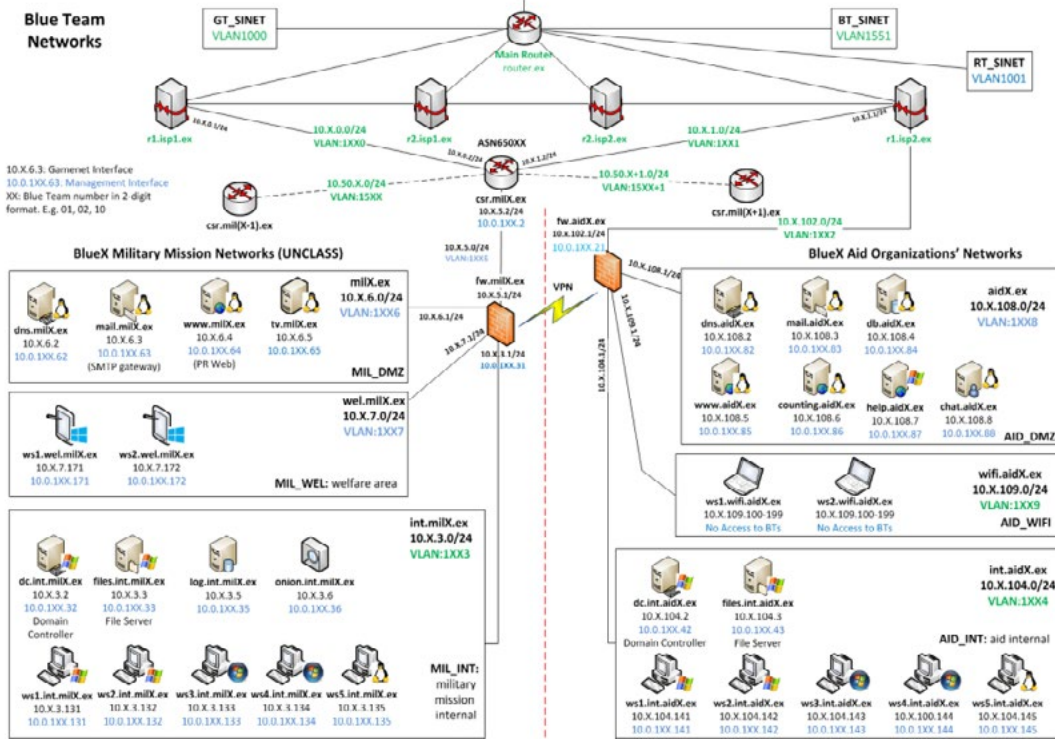 Blue Team
Networks
GT_SINET
VLAN1000
BT_SINET
VLAN1551
RT_SINET
VLAN1001
Main Router
router.ex
r1.isp1.ex
r2.isp1.ex
r2.isp2.ex
r1.isp2.ex
10.X.0.1/24
10.X.1.1/24
10.X.0.0/24
VLAN:1XX0
10.X.1.0/24
VLAN:1XX1
ASN650XX
10.X.0.2/24
10.X.1.2/24
10.X.6.3: Gamenet Interface
10.0.1XX.63: Management Interface
XX: Blue Team number in 2-digit
format. E.g. 01, 02, 10
10.50.X.0/24
VLAN:15XX
10.50.X+1.0/24
VLAN:15XX+1
csr.mil(X-1).ex
csr.milX.ex
10.X.5.2/24
10.0.1XX.2
csr.mil(X+1).ex
10.X.102.0/24
VLAN:1XX2
fw.aidX.ex
10.X.102.1/24
10.0.1XX.21
BlueX Military Mission Networks (UNCLASS)
BlueX Aid Organizations' Networks
10.X.5.0/24
VLAN:1XX5
fw.milX.ex
10.X.5.1/24
VPN
10.X.6.1/24
10.X.7.1/24
10.X.3.1/24
10.0.1XX.31
10.X.108.1/24
10.X.109.1/24
10.X.104.1/24
milX.ex
10.X.6.0/24
VLAN:1XX6
dns.milX.ex
10.X.6.2
10.0.1XX.62
mail.milX.ex
10.X.6.3
10.0.1XX.63
(SMTP gateway)
www.milX.ex
10.X.6.4
10.0.1XX.64
(PR Web)
tv.milX.ex
10.X.6.5
10.0.1XX.65
MIL_DMZ
wel.milX.ex
10.X.7.0/24
VLAN:1XX7
ws1.wel.milX.ex
10.X.7.171
10.0.1XX.171
ws2.wel.milX.ex
10.X.7.172
10.0.1XX.172
MIL_WEL: welfare area
int.milX.ex
10.X.3.0/24
VLAN:1XX3
dc.int.milX.ex
10.X.3.2
10.0.1XX.32
Domain
Controller
files.int.milX.ex
10.X.3.3
10.0.1XX.33
File Server
log.int.milX.ex
10.X.3.5
10.0.1XX.35
onion.int.milX.ex
10.X.3.6
10.0.1XX.36
ws1.int.milX.ex
10.X.3.131
10.0.1XX.131
ws2.int.milX.ex
10.X.3.132
10.0.1XX.132
ws3.int.milX.ex
10.X.3.133
10.0.1XX.133
ws4.int.milX.ex
10.X.3.134
10.0.1XX.134
ws5.int.milX.ex
10.X.3.135
10.0.1XX.135
MIL_INT:
military
mission
internal
aidX.ex
10.X.108.0/24
VLAN:1XX8
dns.aidX.ex
10.X.108.2
10.0.1XX.82
mail.aidX.ex
10.X.108.3
10.0.1XX.83
db.aidX.ex
10.X.108.4
10.0.1XX.84
www.aidX.ex
10.X.108.5
10.0.1XX.85
counting.aidX.ex
10.X.108.6
10.0.1XX.86
help.aidX.ex
10.X.108.7
10.0.1XX.87
chat.aidX.ex
10.X.108.8
10.0.1XX.88
AID_DMZ
wifi.aidX.ex
10.X.109.0/24
VLAN:1XX9
AID_WIFI
ws1.wifi.aidX.ex
10.X.109.100-199
No Access to BTs
ws2.wifi.aidX.ex
10.X.109.100-199
No Access to BTs
int.aidX.ex
10.X.104.0/24
VLAN:1XX4
dc.int.aidX.ex
10.X.104.2
10.0.1XX.42
Domain Controller
files.int.aidX.ex
10.X.104.3
10.0.1XX.43
File Server
AID_INT: aid internal
ws1.int.aidX.ex
10.X.104.141
10.0.1XX.141
ws2.int.aidX.ex
10.X.104.142
10.0.1XX.142
ws3.int.aidX.ex
10.X.104.143
10.0.1XX.143
ws4.int.aidX.ex
10.X.100.144
10.0.1XX.144
ws5.int.aidX.ex
10.X.104.145
10.0.1XX.145